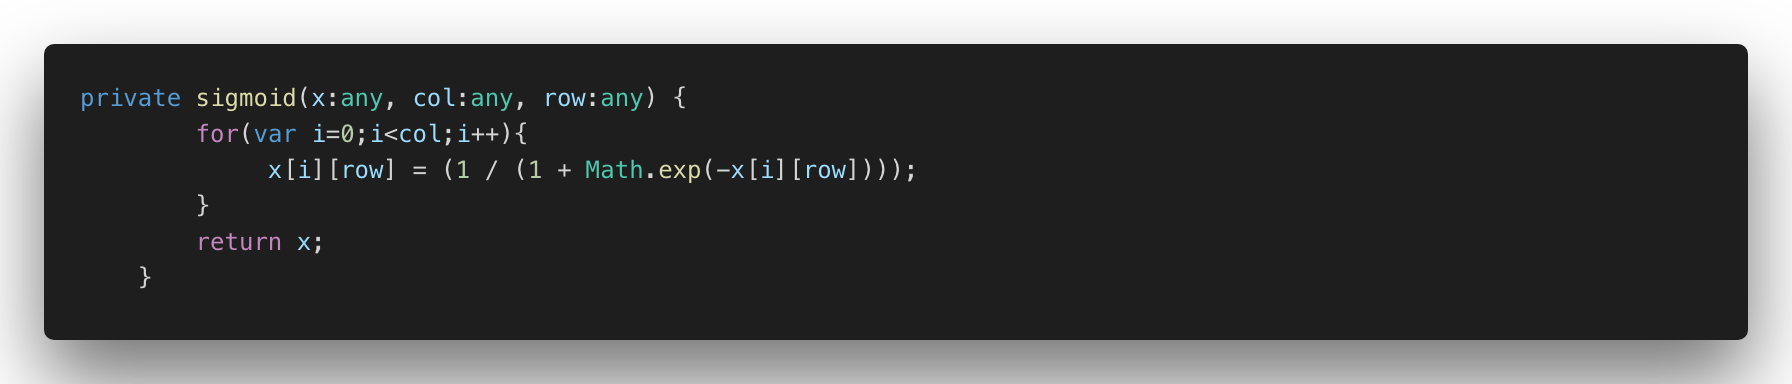 private sigmoid(x:any, col:any, row:any) {
        for(var i=0;i<col;i++){
             x[i][row] = (1 / (1 + Math.exp(-x[i][row])));
        }
        return x;
    }